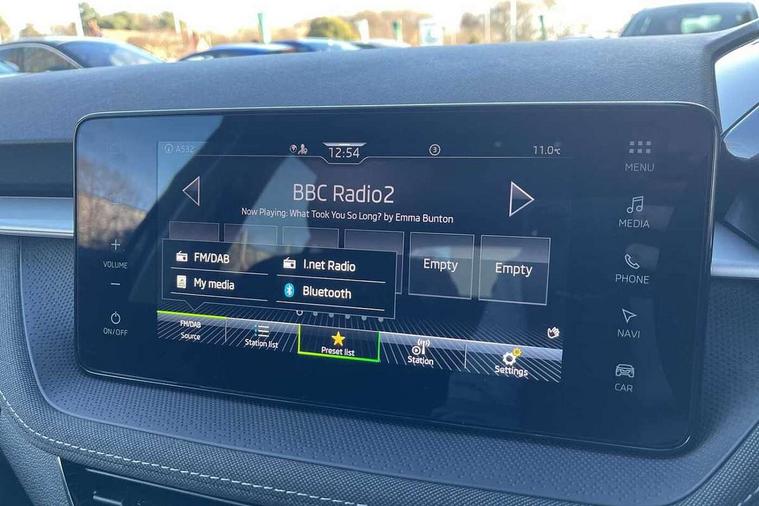 A532
12:54
3
11.0°C
BBC Radio2
Now Playing: What Took You So Long? by Emma Bunton
FM/DAB
I.net Radio
My media
Bluetooth
Empty
Empty
FM/DAB
Source
Station list
Preset list
Station
Settings
+
VOLUME
−
ON/OFF
MENU
MEDIA
PHONE
NAVI
CAR